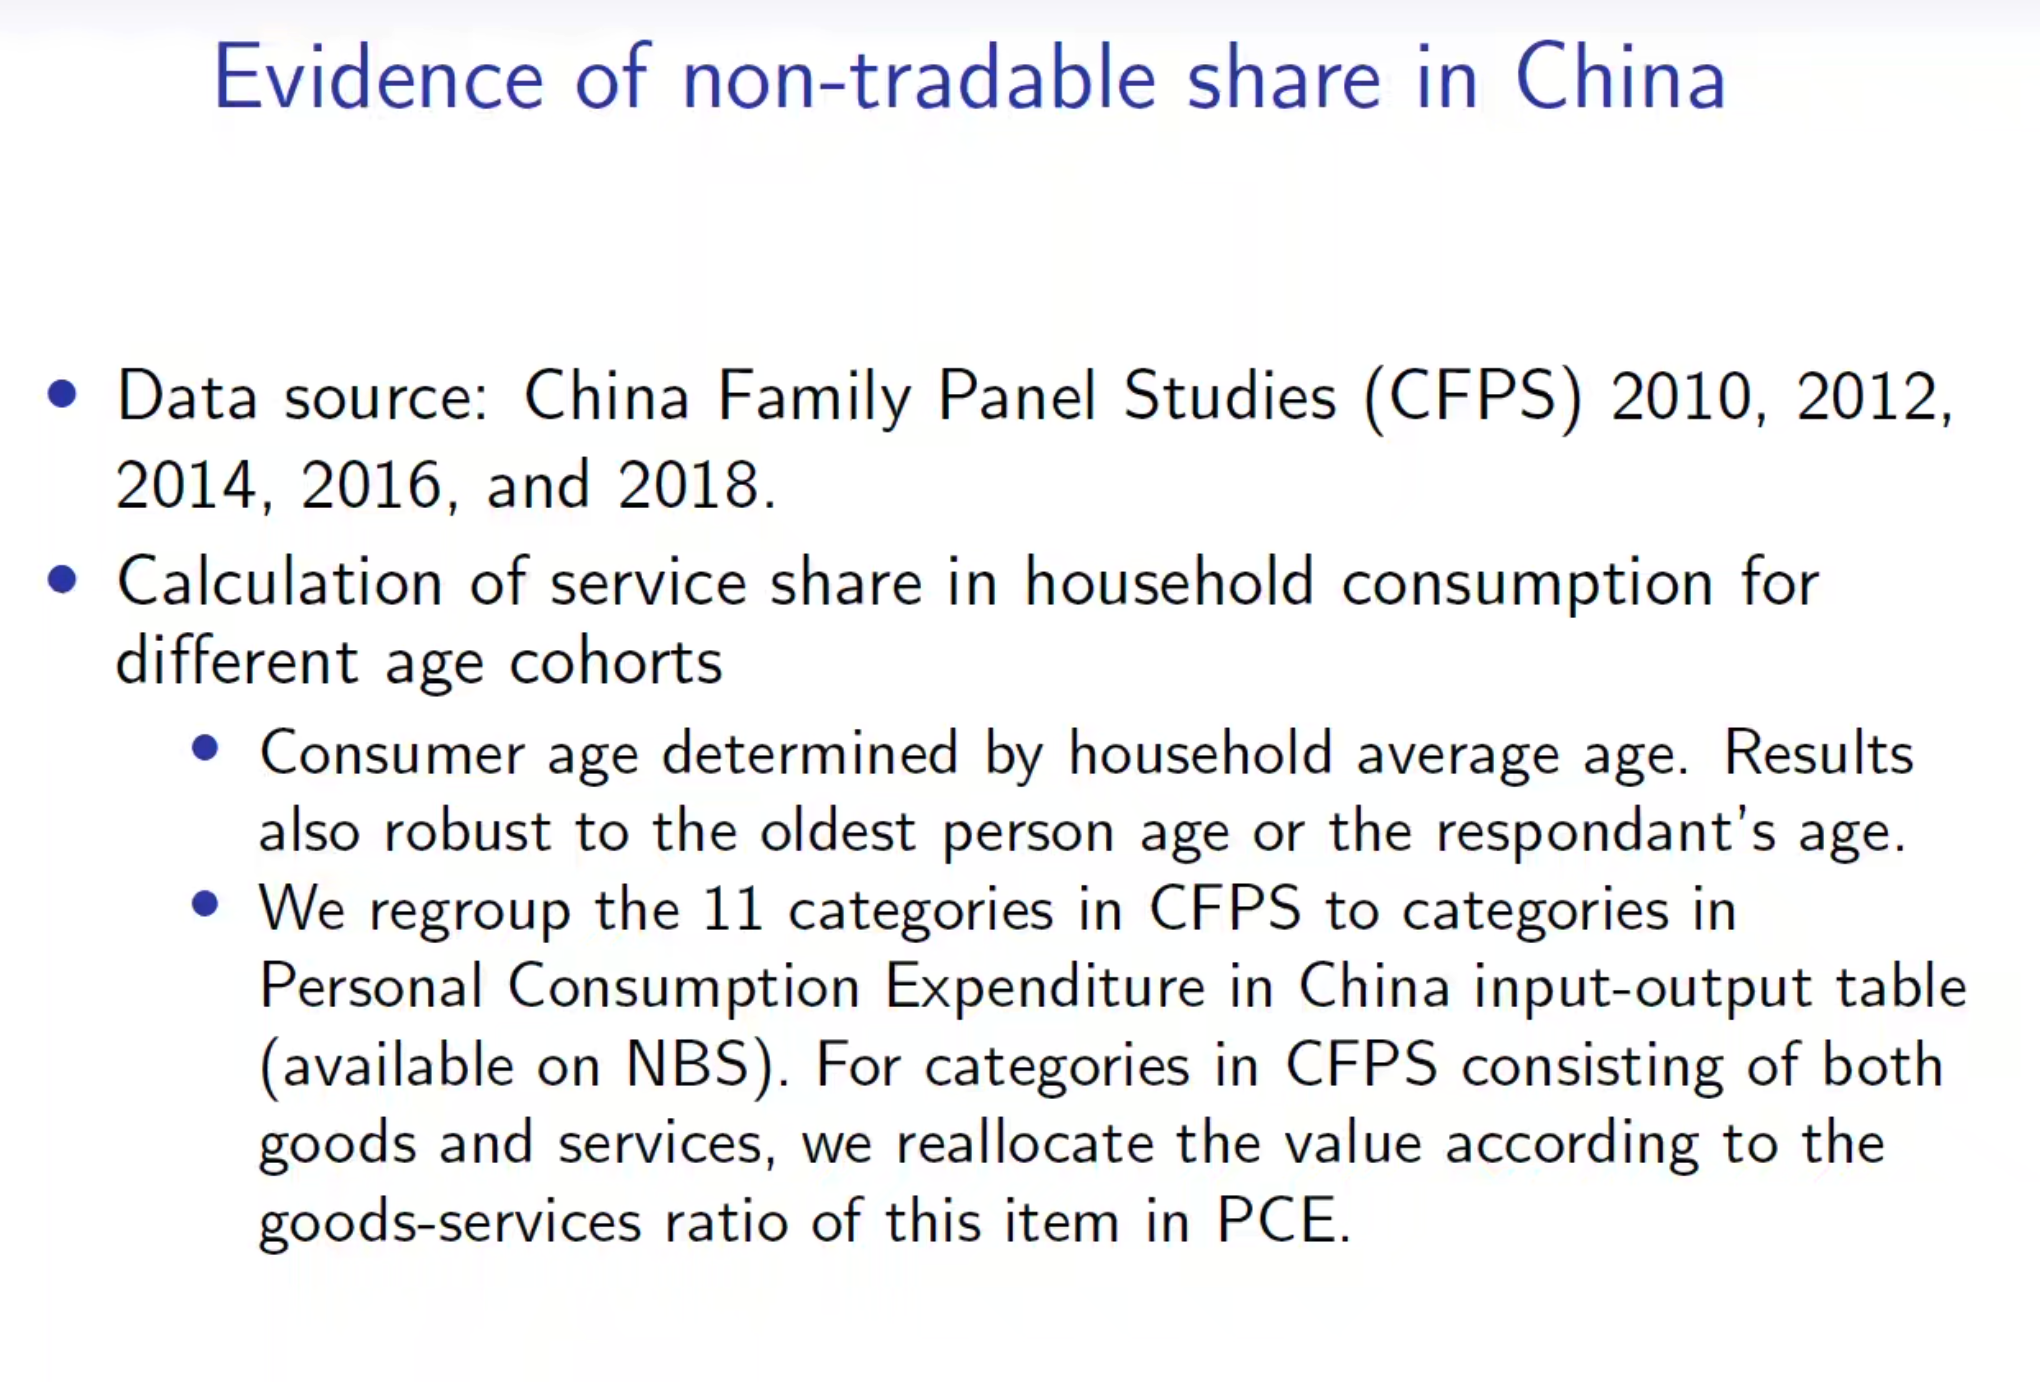 Evidence of non-tradable share in China
• Data source: China Family Panel Studies (CFPS) 2010, 2012,
2014, 2016, and 2018.
• Calculation of service share in household consumption for
different age cohorts
• Consumer age determined by household average age. Results
also robust to the oldest person age or the respondant's age.
• We regroup the 11 categories in CFPS to categories in
Personal Consumption Expenditure in China input-output table
(available on NBS). For categories in CFPS consisting of both
goods and services, we reallocate the value according to the
goods-services ratio of this item in PCE.